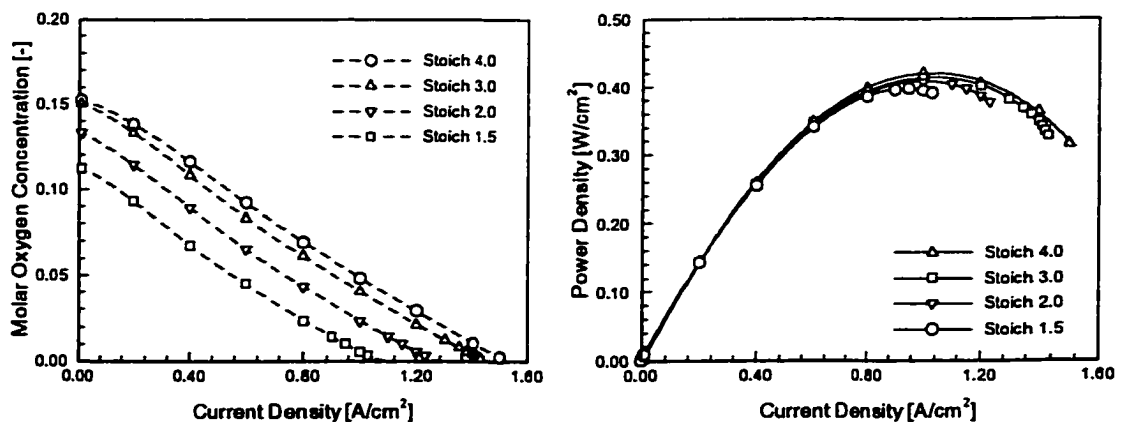 Molar Oxygen Concentration [-]
0.20
0.15
0.10
0.05
0.00
0.00 0.40 0.80 1.20 1.60
Current Density [A/cm²]
Stoich 4.0
Stoich 3.0
Stoich 2.0
Stoich 1.5
Power Density [W/cm²]
0.50
0.40
0.30
0.20
0.10
0.00
0.00 0.40 0.80 1.20 1.60
Current Density [A/cm²]
Stoich 4.0
Stoich 3.0
Stoich 2.0
Stoich 1.5